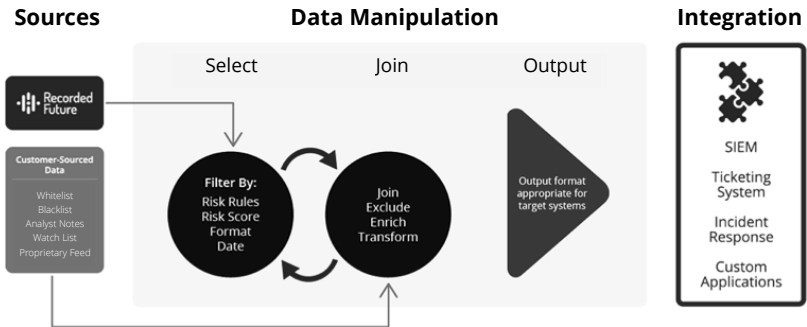 Sources
Data Manipulation
Integration
Select
Join
Output
Recorded
Future
Customer-Sourced
Data
Whitelist
Blacklist
Analyst Notes
Watch List
Proprietary Feed
Filter By:
Risk Rules
Risk Score
Format
Date
Join
Exclude
Enrich
Transform
Output format
appropriate for
target systems
SIEM
Ticketing
System
Incident
Response
Custom
Applications